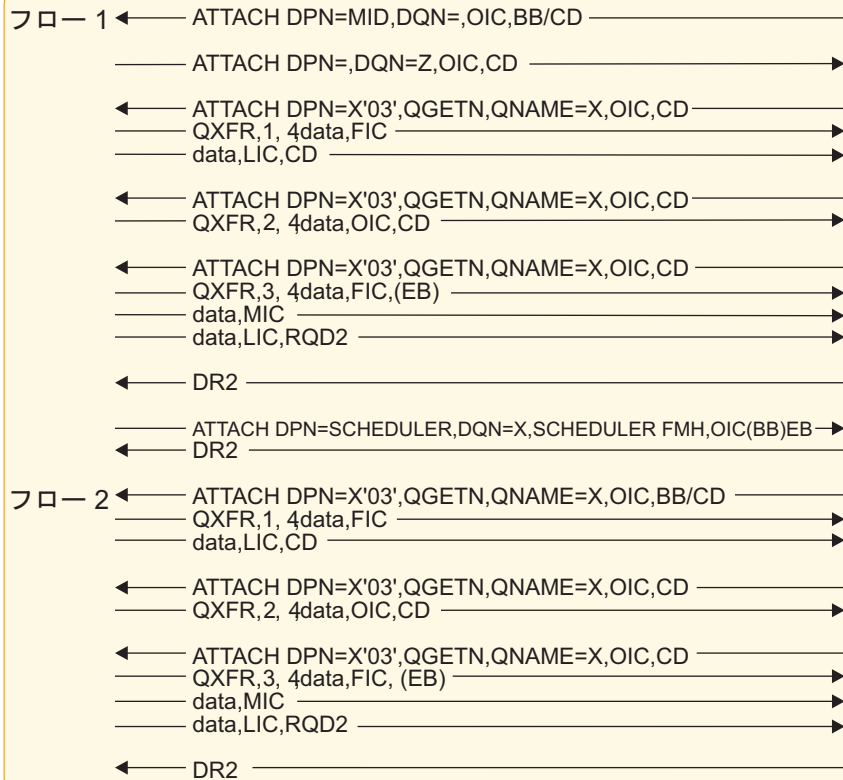 フロー 1 ATTACH DPN=MID,DQN=,OIC,BB/CD
ATTACH DPN=,DQN=Z,OIC,CD
ATTACH DPN=X'03',QGETN,QNAME=X,OIC,CD
QXFR,1, 4data,FIC
data,LIC,CD
ATTACH DPN=X'03',QGETN,QNAME=X,OIC,CD
QXFR,2, 4data,OIC,CD
ATTACH DPN=X'03',QGETN,QNAME=X,OIC,CD
QXFR,3, 4data,FIC,(EB)
data,MIC
data,LIC,RQD2
DR2
ATTACH DPN=SCHEDULER,DQN=X,SCHEDULER FMH,OIC(BB)EB
DR2
フロー 2 ATTACH DPN=X'03',QGETN,QNAME=X,OIC,BB/CD
QXFR,1, 4data,FIC
data,LIC,CD
ATTACH DPN=X'03',QGETN,QNAME=X,OIC,CD
QXFR,2, 4data,OIC,CD
ATTACH DPN=X'03',QGETN,QNAME=X,OIC,CD
QXFR,3, 4data,FIC, (EB)
data,MIC
data,LIC,RQD2
DR2